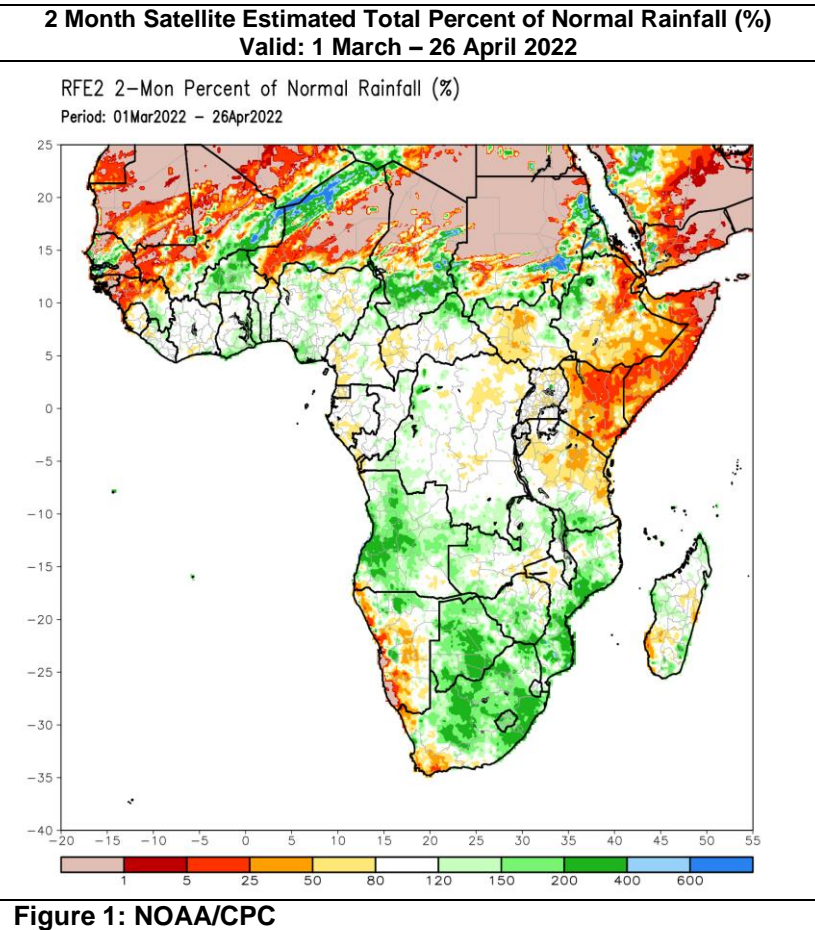 2 Month Satellite Estimated Total Percent of Normal Rainfall (%)
Valid: 1 March – 26 April 2022
RFE2 2-Mon Percent of Normal Rainfall (%)
Period: 01Mar2022 – 26Apr2022
25
20
15
10
5
0
−5
−10
−15
−20
−25
−30
−35
−40
−20 −15 −10 −5 0 5 10 15 20 25 30 35 40 45 50 55
1 5 25 50 80 120 150 200 400 600
Figure 1: NOAA/CPC